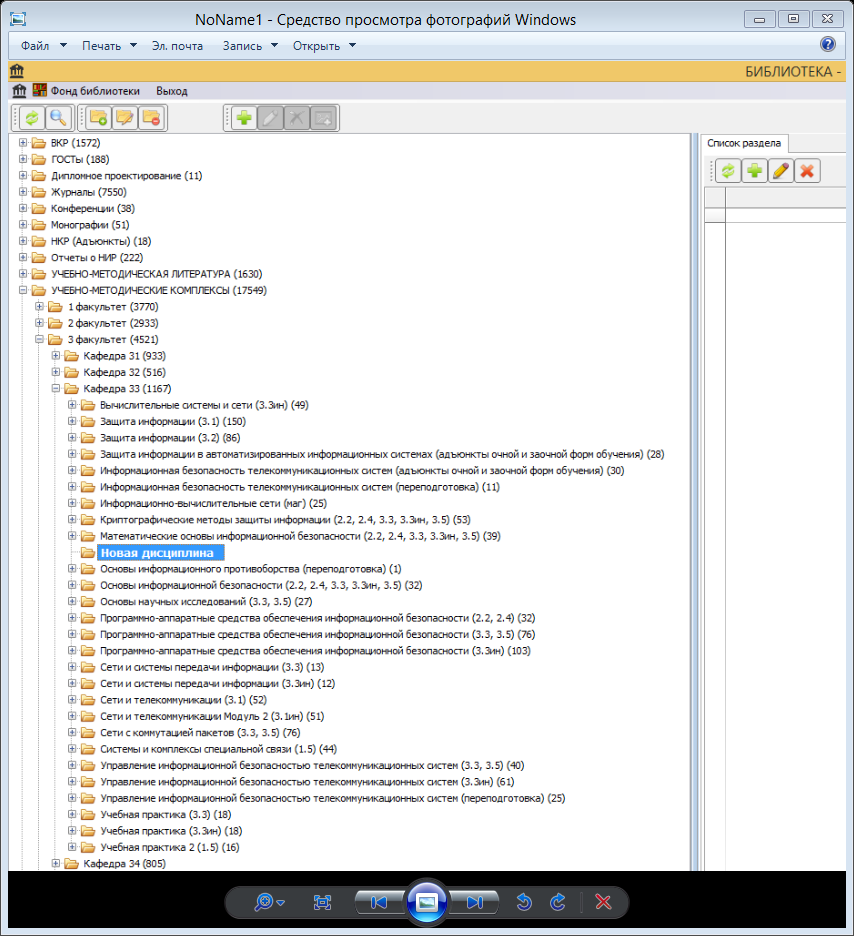 NoName1 - Средство просмотра фотографий Windows
Файл Печать Эл. почта Запись Открыть
БИБЛИОТЕКА -
Фонд библиотеки Выход
ВКР (1572)
ГОСТы (188)
Дипломное проектирование (11)
Журналы (7550)
Конференции (38)
Монографии (51)
НКР (Адъюнкты) (18)
Отчеты о НИР (222)
УЧЕБНО-МЕТОДИЧЕСКАЯ ЛИТЕРАТУРА (1630)
УЧЕБНО-МЕТОДИЧЕСКИЕ КОМПЛЕКСЫ (17549)
1 факультет (3770)
2 факультет (2933)
3 факультет (4521)
Кафедра 31 (933)
Кафедра 32 (516)
Кафедра 33 (1167)
Вычислительные системы и сети (3.3ин) (49)
Защита информации (3.1) (150)
Защита информации (3.2) (86)
Защита информации в автоматизированных информационных системах (адъюнкты очной и заочной форм обучения) (28)
Информационная безопасность телекоммуникационных систем (адъюнкты очной и заочной форм обучения) (30)
Информационная безопасность телекоммуникационных систем (переподготовка) (11)
Информационно-вычислительные сети (маг) (25)
Криптографические методы защиты информации (2.2, 2.4, 3.3, 3.3ин, 3.5) (53)
Математические основы информационной безопасности (2.2, 2.4, 3.3, 3.3ин, 3.5) (39)
Новая дисциплина
Основы информационного противоборства (переподготовка) (1)
Основы информационной безопасности (2.2, 2.4, 3.3, 3.3ин, 3.5) (32)
Основы научных исследований (3.3, 3.5) (27)
Программно-аппаратные средства обеспечения информационной безопасности (2.2, 2.4) (32)
Программно-аппаратные средства обеспечения информационной безопасности (3.3, 3.5) (76)
Программно-аппаратные средства обеспечения информационной безопасности (3.3ин) (103)
Сети и системы передачи информации (3.3) (13)
Сети и системы передачи информации (3.3ин) (12)
Сети и телекоммуникации (3.1) (52)
Сети и телекоммуникации Модуль 2 (3.1ин) (51)
Сети с коммутацией пакетов (3.3, 3.5) (76)
Системы и комплексы специальной связи (1.5) (44)
Управление информационной безопасностью телекоммуникационных систем (3.3, 3.5) (40)
Управление информационной безопасностью телекоммуникационных систем (3.3ин) (61)
Управление информационной безопасностью телекоммуникационных систем (переподготовка) (25)
Учебная практика (3.3) (18)
Учебная практика (3.3ин) (18)
Учебная практика 2 (1.5) (16)
Кафедра 34 (805)
Список раздела